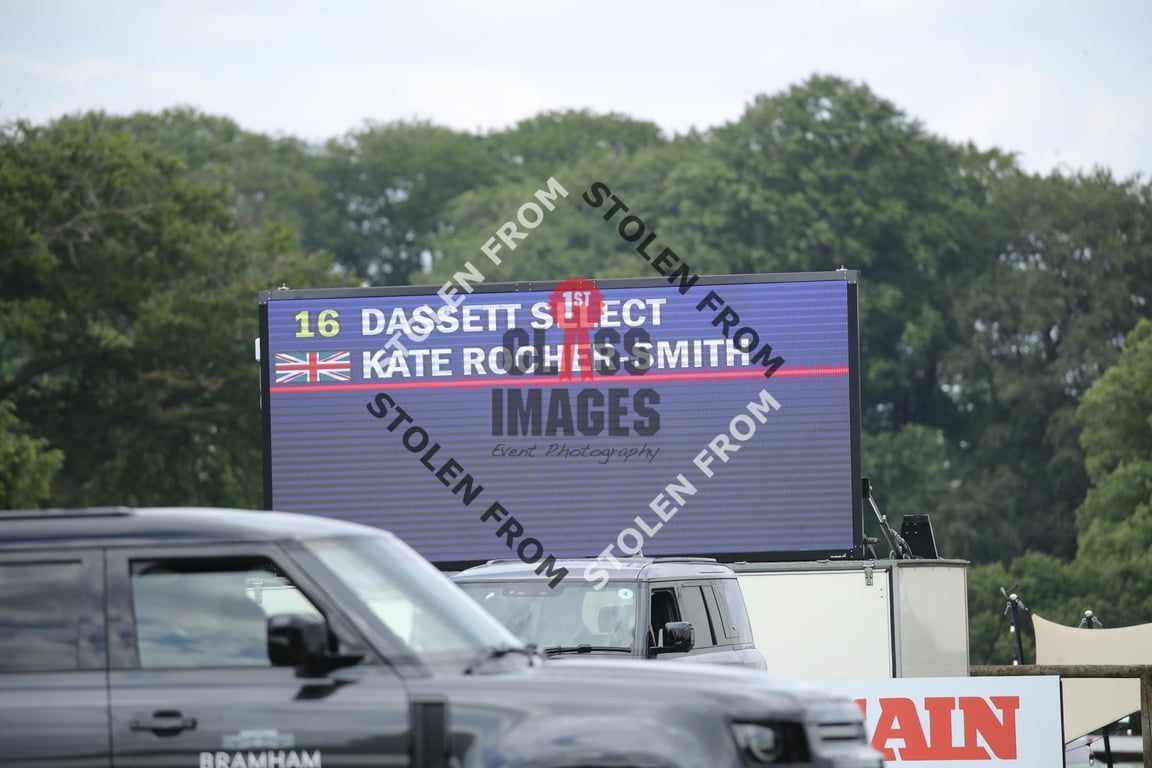 16 DASSETT SELECT
KATE ROCHER-SMITH
1ST
CLASS
IMAGES
Event Photography
STOLEN FROM
STOLEN FROM
STOLEN FROM
STOLEN FROM
BRAMHAM
AIN